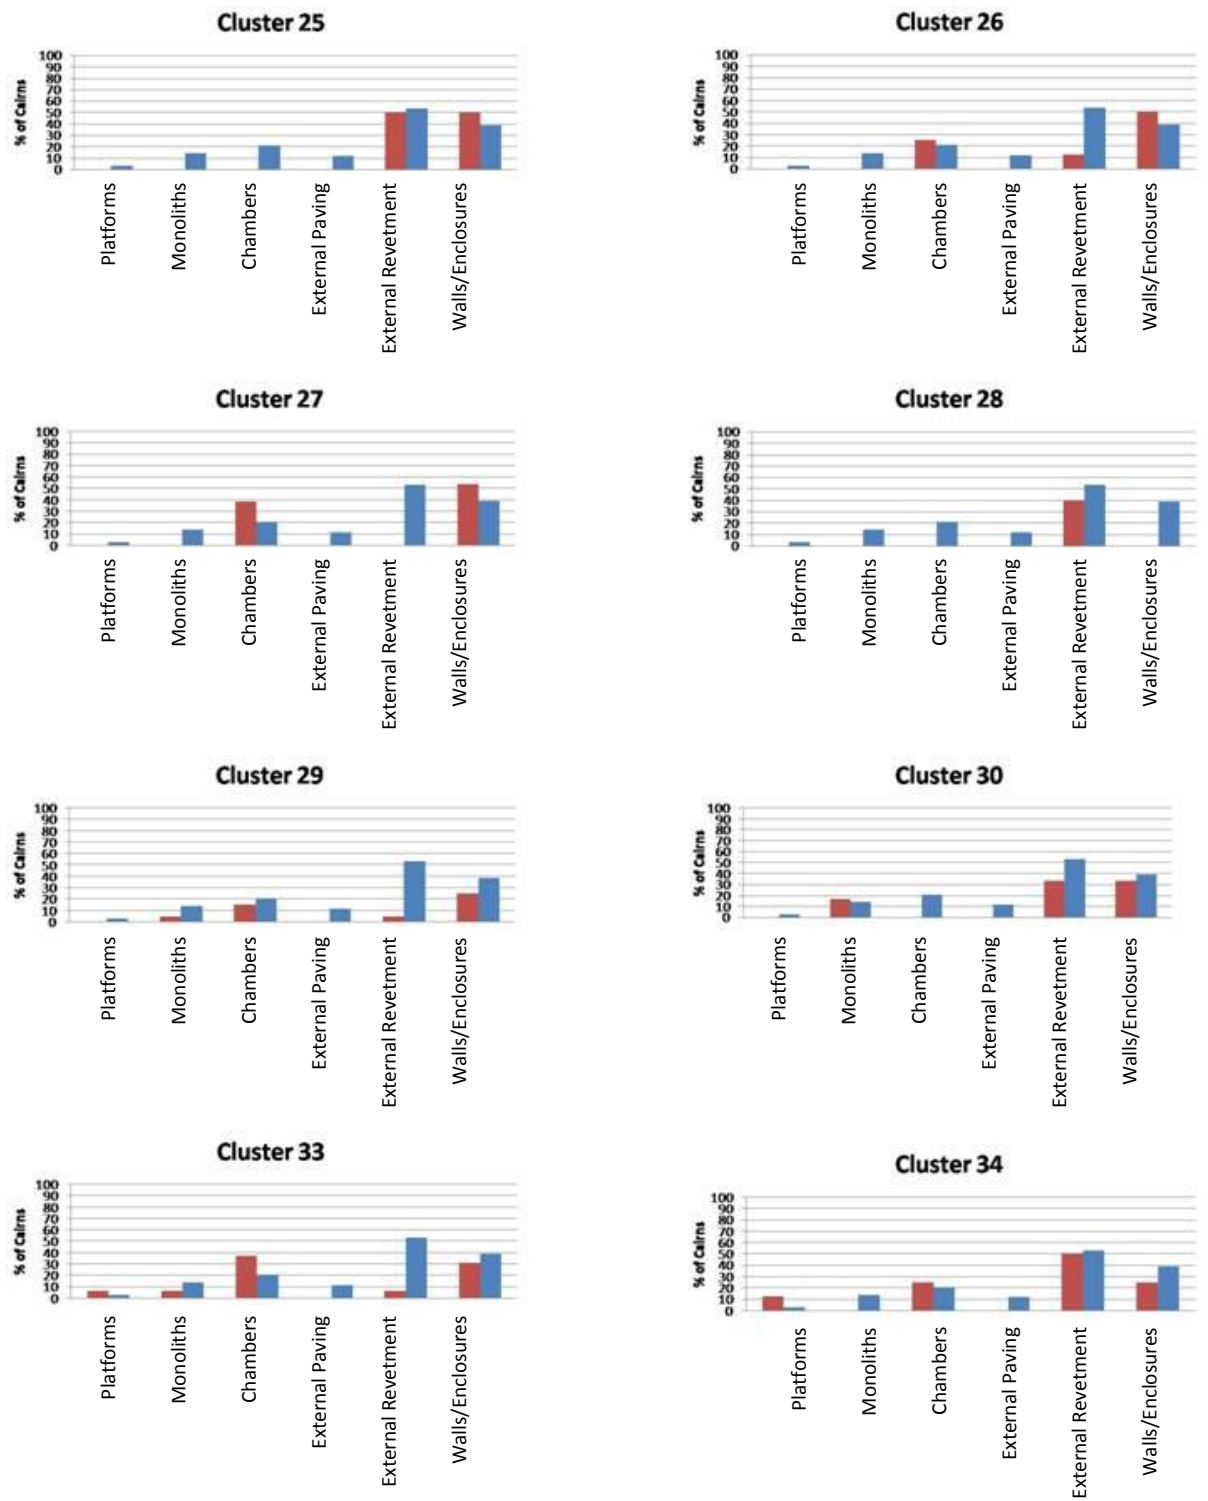 Cluster 25
% of Cairns
100
90
80
70
60
50
40
30
20
10
0
Platforms
Monoliths
Chambers
External Paving
External Revetment
Walls/Enclosures
Cluster 26
% of Cairns
100
90
80
70
60
50
40
30
20
10
0
Platforms
Monoliths
Chambers
External Paving
External Revetment
Walls/Enclosures
Cluster 27
% of Cairns
100
90
80
70
60
50
40
30
20
10
0
Platforms
Monoliths
Chambers
External Paving
External Revetment
Walls/Enclosures
Cluster 28
% of Cairns
100
90
80
70
60
50
40
30
20
10
0
Platforms
Monoliths
Chambers
External Paving
External Revetment
Walls/Enclosures
Cluster 29
% of Cairns
100
90
80
70
60
50
40
30
20
10
0
Platforms
Monoliths
Chambers
External Paving
External Revetment
Walls/Enclosures
Cluster 30
% of Cairns
100
90
80
70
60
50
40
30
20
10
0
Platforms
Monoliths
Chambers
External Paving
External Revetment
Walls/Enclosures
Cluster 33
% of Cairns
100
90
80
70
60
50
40
30
20
10
0
Platforms
Monoliths
Chambers
External Paving
External Revetment
Walls/Enclosures
Cluster 34
% of Cairns
100
90
80
70
60
50
40
30
20
10
0
Platforms
Monoliths
Chambers
External Paving
External Revetment
Walls/Enclosures